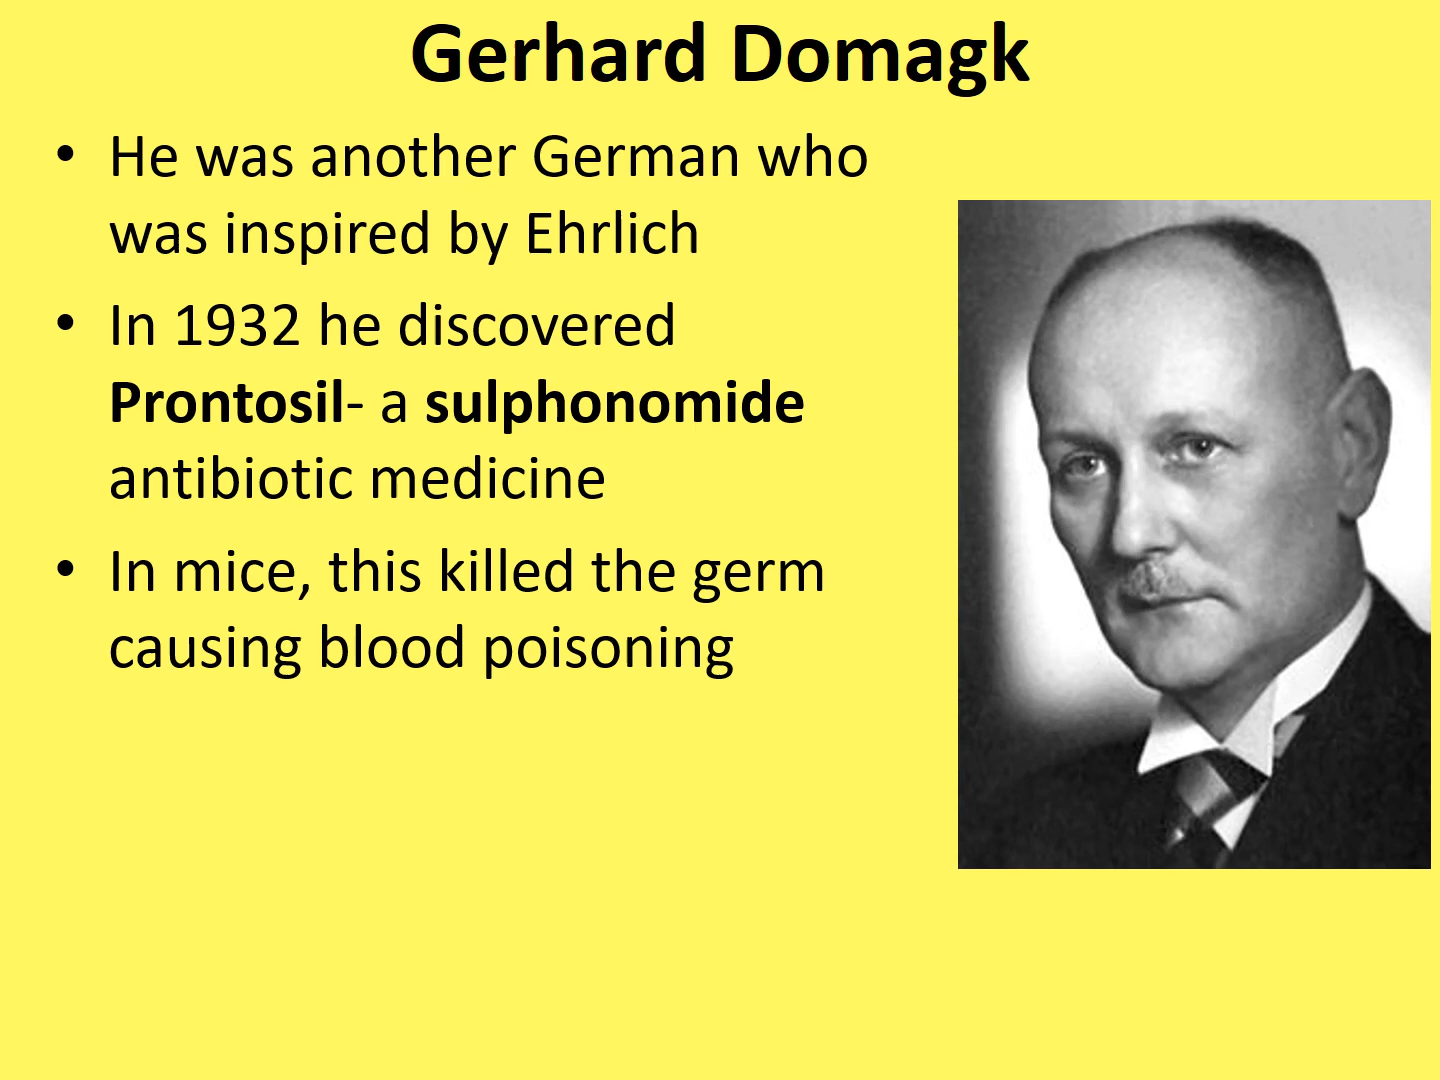 Gerhard Domagk
• He was another German who
was inspired by Ehrlich
• In 1932 he discovered
Prontosil- a sulphonomide
antibiotic medicine
• In mice, this killed the germ
causing blood poisoning